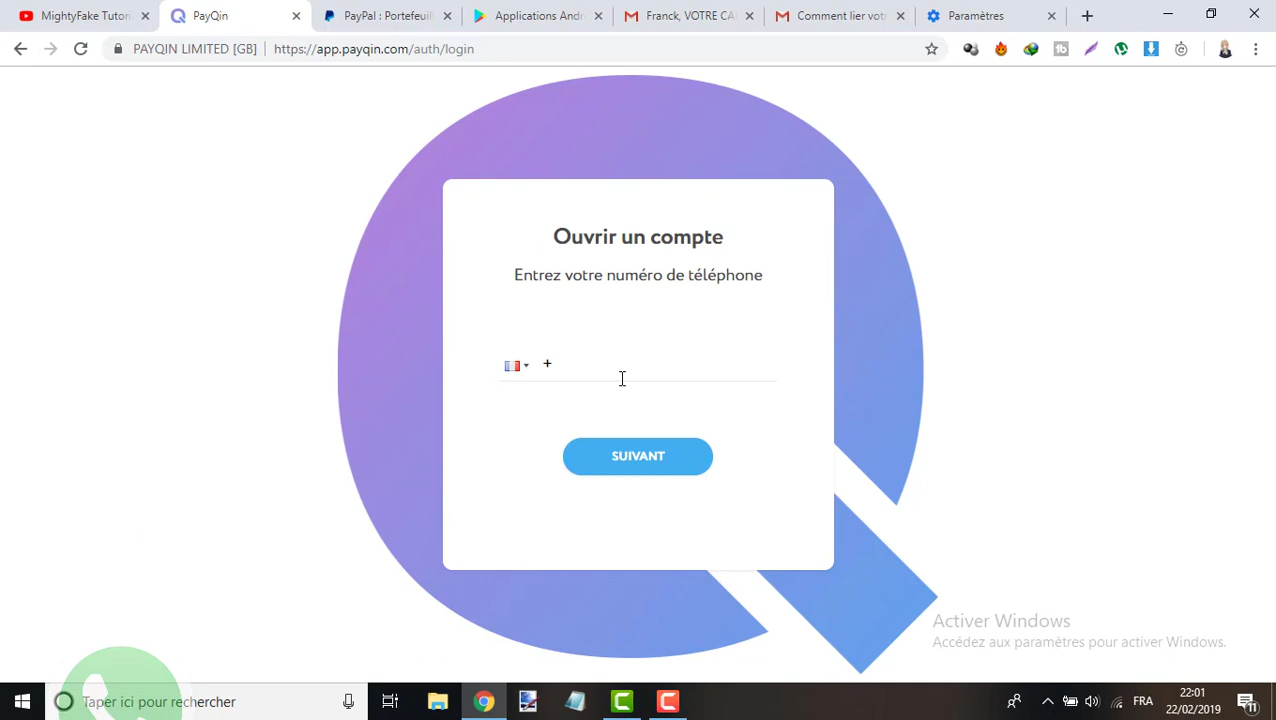 MightyFake Tutor
PayQin
PayPal : Portefeuil
Applications Andr
Franck, VOTRE CA
Comment lier vot
Paramètres
PAYQIN LIMITED [GB]
https://app.payqin.com/auth/login
Ouvrir un compte
Entrez votre numéro de téléphone
+
SUIVANT
Activer Windows
Accédez aux paramètres pour activer Windows.
Taper ici pour rechercher
FRA
22:01
22/02/2019
11